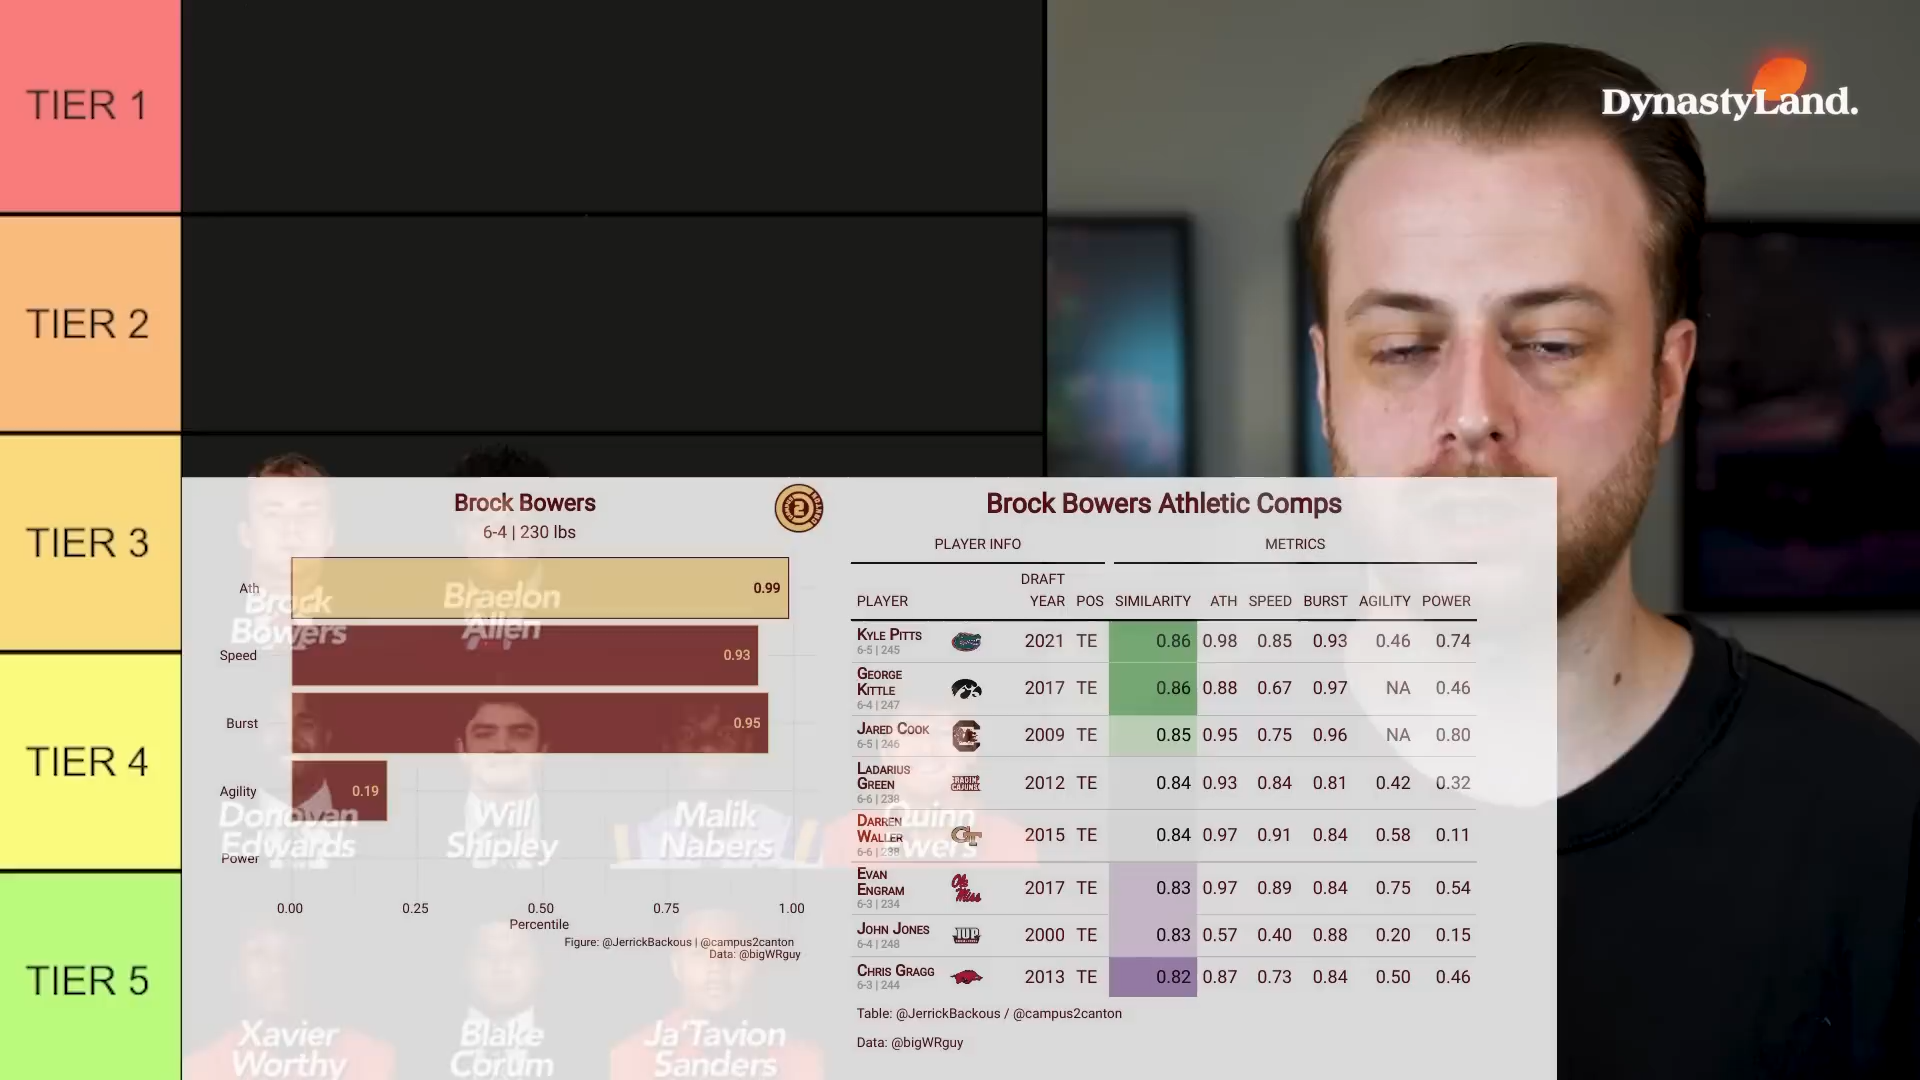 TIER 1
TIER 2
TIER 3
TIER 4
TIER 5
DynastyLand.
Brock Bowers
6-4 | 230 lbs
Ath
0.99
Speed
0.93
Burst
0.95
Agility
0.19
Power
0.00 0.25 0.50 0.75 1.00
Percentile
Figure: @JerrickBackous | @campus2canton
Data: @bigWRguy
Brock
Bowers
Braelon
Allen
Donovan
Edwards
Will
Shipley
Malik
Nabers
Quinn
Ewers
Xavier
Worthy
Blake
Corum
Ja'Tavion
Sanders
Brock Bowers Athletic Comps
PLAYER INFO METRICS
DRAFT
PLAYER YEAR POS SIMILARITY ATH SPEED BURST AGILITY POWER
KYLE PITTS 2021 TE 0.86 0.98 0.85 0.93 0.46 0.74
6-5 | 245
GEORGE
KITTLE 2017 TE 0.86 0.88 0.67 0.97 NA 0.46
6-4 | 247
JARED COOK 2009 TE 0.85 0.95 0.75 0.96 NA 0.80
6-5 | 246
LADARIUS
GREEN 2012 TE 0.84 0.93 0.84 0.81 0.42 0.32
6-6 | 238
DARREN
WALLER 2015 TE 0.84 0.97 0.91 0.84 0.58 0.11
6-6 | 238
EVAN
ENGRAM 2017 TE 0.83 0.97 0.89 0.84 0.75 0.54
6-3 | 234
JOHN JONES 2000 TE 0.83 0.57 0.40 0.88 0.20 0.15
6-4 | 248
CHRIS GRAGG 2013 TE 0.82 0.87 0.73 0.84 0.50 0.46
6-3 | 244
Table: @JerrickBackous / @campus2canton
Data: @bigWRguy